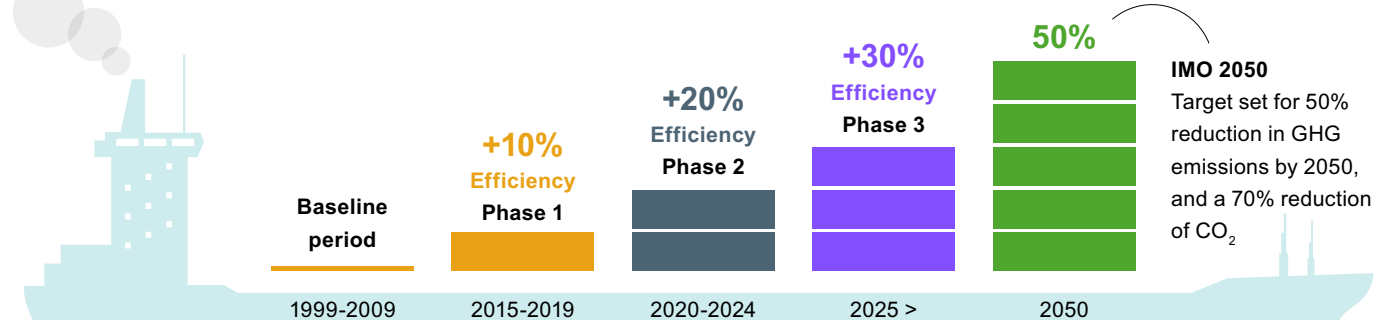 Baseline
period
1999-2009
+10%
Efficiency
Phase 1
2015-2019
+20%
Efficiency
Phase 2
2020-2024
+30%
Efficiency
Phase 3
2025 >
50%
2050
IMO 2050
Target set for 50%
reduction in GHG
emissions by 2050,
and a 70% reduction
of CO₂